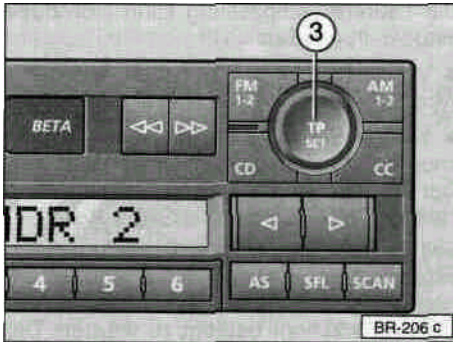 3
FM AM
1-2 1-2
BETA
TP
SET
CD CC
DR 2
4 5 6 AS SFL SCAN
BR-206 c